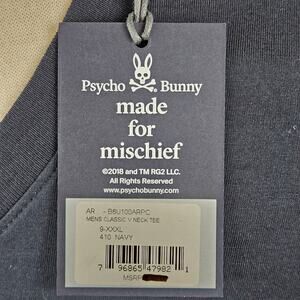 Psycho Bunny
made
for
mischief
©2018 and TM RG2 LLC.
All Rights Reserved
www.psychobunny.com
AR - B6U100ARPC
MENS CLASSIC V NECK TEE
9-XXXL
410 NAVY
7 96865 47982 1
MSRP